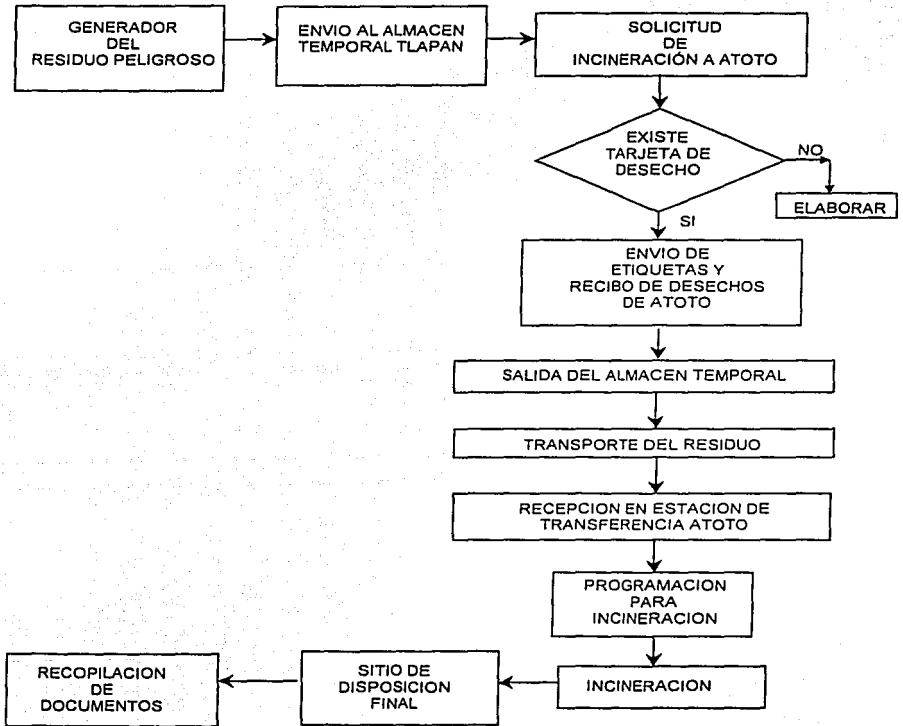 GENERADOR
DEL
RESIDUO PELIGROSO
ENVIO AL ALMACEN
TEMPORAL TLAPAN
SOLICITUD
DE
INCINERACIÓN A ATOTO
EXISTE
TARJETA DE
DESECHO
NO
ELABORAR
SI
ENVIO DE
ETIQUETAS Y
RECIBO DE DESECHOS
DE ATOTO
SALIDA DEL ALMACEN TEMPORAL
TRANSPORTE DEL RESIDUO
RECEPCION EN ESTACION DE
TRANSFERENCIA ATOTO
PROGRAMACION
PARA
INCINERACION
INCINERACION
SITIO DE
DISPOSICION
FINAL
RECOPILACION
DE
DOCUMENTOS